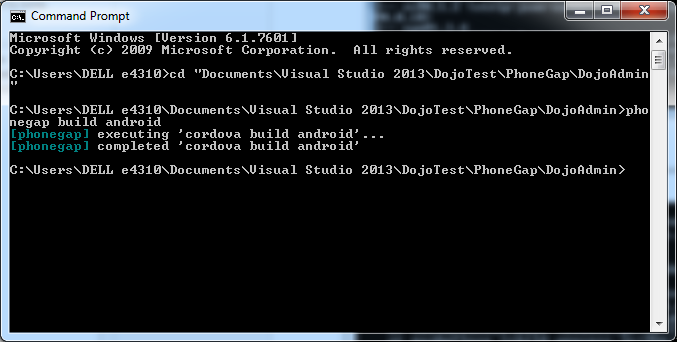 Command Prompt
Microsoft Windows [Version 6.1.7601]
Copyright (c) 2009 Microsoft Corporation.  All rights reserved.
C:\Users\DELL e4310>cd "Documents\Visual Studio 2013\DojoTest\PhoneGap\DojoAdmin
"
C:\Users\DELL e4310\Documents\Visual Studio 2013\DojoTest\PhoneGap\DojoAdmin>pho
negap build android
[phonegap] executing 'cordova build android'...
[phonegap] completed 'cordova build android'
C:\Users\DELL e4310\Documents\Visual Studio 2013\DojoTest\PhoneGap\DojoAdmin>